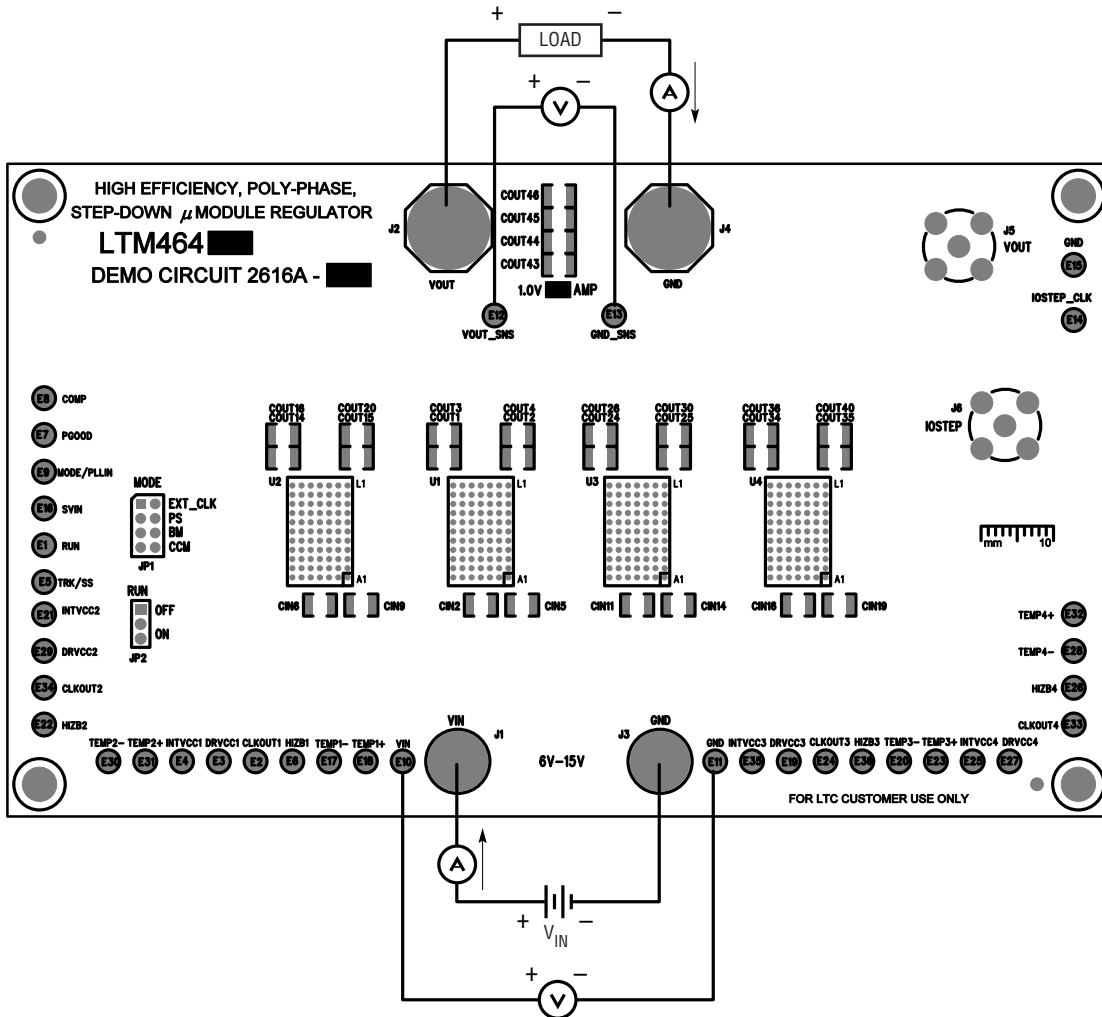 + LOAD −
+ V −
A
HIGH EFFICIENCY, POLY-PHASE,
STEP-DOWN μMODULE REGULATOR
LTM464
DEMO CIRCUIT 2616A -
J2
VOUT
COUT46
COUT45
COUT44
COUT43
1.0V AMP
J4
GND
E12
VOUT_SNS
E13
GND_SNS
J5
VOUT
GND
E15
IOSTEP_CLK
E14
J6
IOSTEP
mm 10
E8 COMP
E7 PGOOD
E9 MODE/PLLIN
E16 SVIN
E1 RUN
E5 TRK/SS
E21 INTVCC2
E29 DRVCC2
E34 CLKOUT2
E22 HIZB2
MODE
EXT_CLK
PS
BM
CCM
JP1
RUN
OFF
ON
JP2
COUT16
COUT14
COUT20
COUT15
U2
L1
A1
CIN6
CIN9
COUT3
COUT1
COUT4
COUT2
U1
L1
A1
CIN2
CIN5
COUT26
COUT24
COUT30
COUT25
U3
L1
A1
CIN11
CIN14
COUT36
COUT34
COUT40
COUT35
U4
L1
A1
CIN16
CIN19
TEMP4+ E32
TEMP4- E28
HIZB4 E26
CLKOUT4 E33
TEMP2- TEMP2+ INTVCC1 DRVCC1 CLKOUT1 HIZB1 TEMP1- TEMP1+ VIN
E30 E31 E4 E3 E2 E6 E17 E18 E10
VIN
J1
6V-15V
GND
J3
GND INTVCC3 DRVCC3 CLKOUT3 HIZB3 TEMP3- TEMP3+ INTVCC4 DRVCC4
E11 E35 E19 E24 E36 E20 E23 E25 E27
FOR LTC CUSTOMER USE ONLY
A
+ −
VIN
+ V −